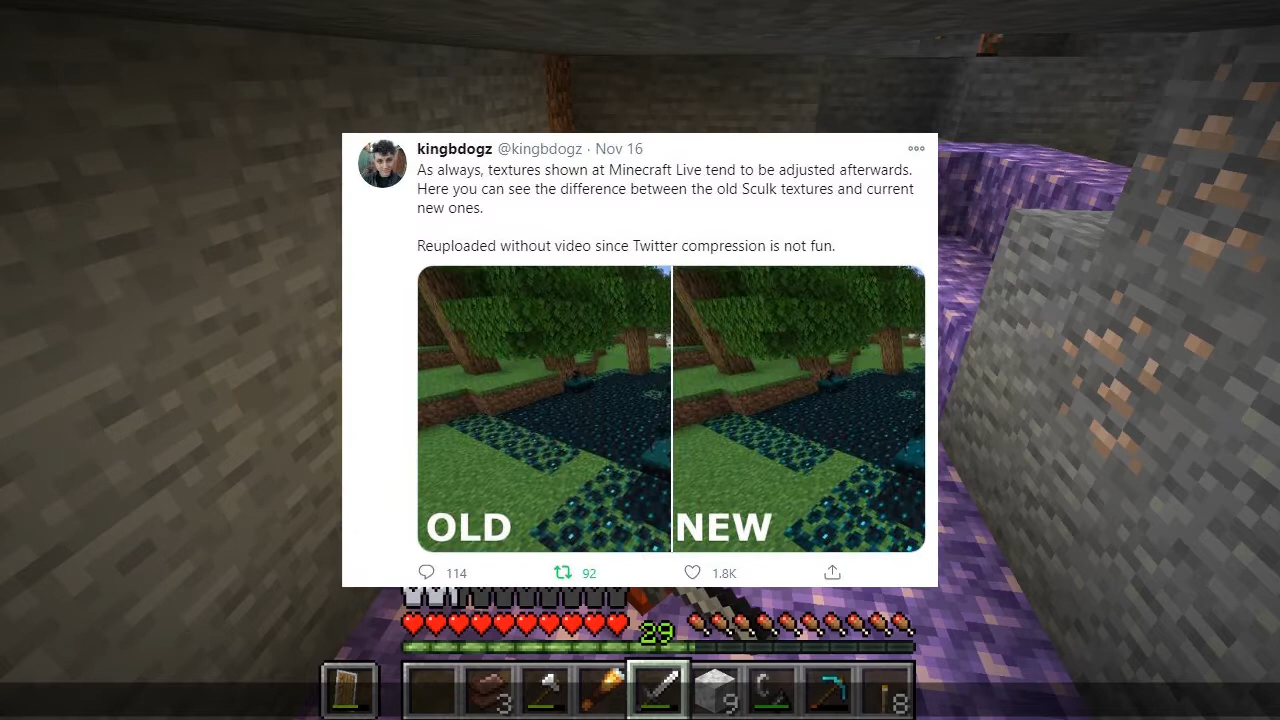 kingbdogz @kingbdogz · Nov 16
As always, textures shown at Minecraft Live tend to be adjusted afterwards.
Here you can see the difference between the old Sculk textures and current
new ones.
Reuploaded without video since Twitter compression is not fun.
OLD NEW
114 92 1.8K
29
3 9 8